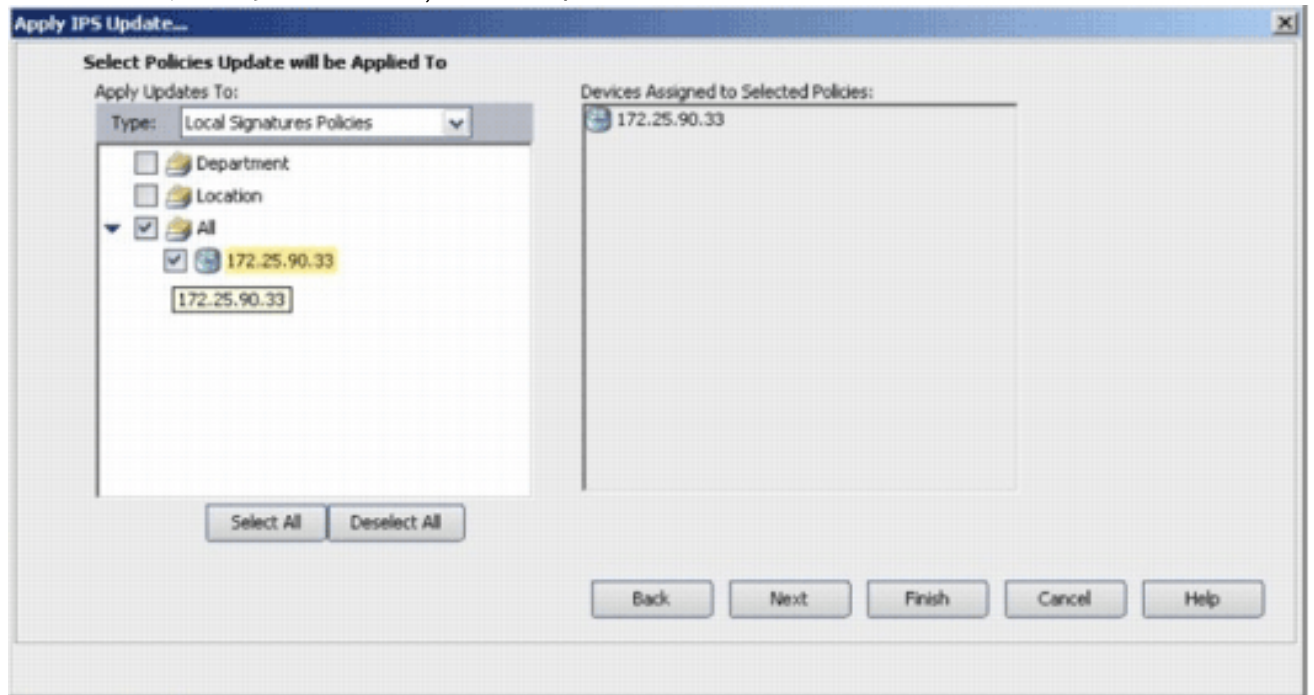 Apply IPS Update...
Select Policies Update will be Applied To
Apply Updates To:
Type: Local Signatures Policies
Department
Location
All
172.25.90.33
172.25.90.33
Select All Deselect All
Devices Assigned to Selected Policies:
172.25.90.33
Back Next Finish Cancel Help